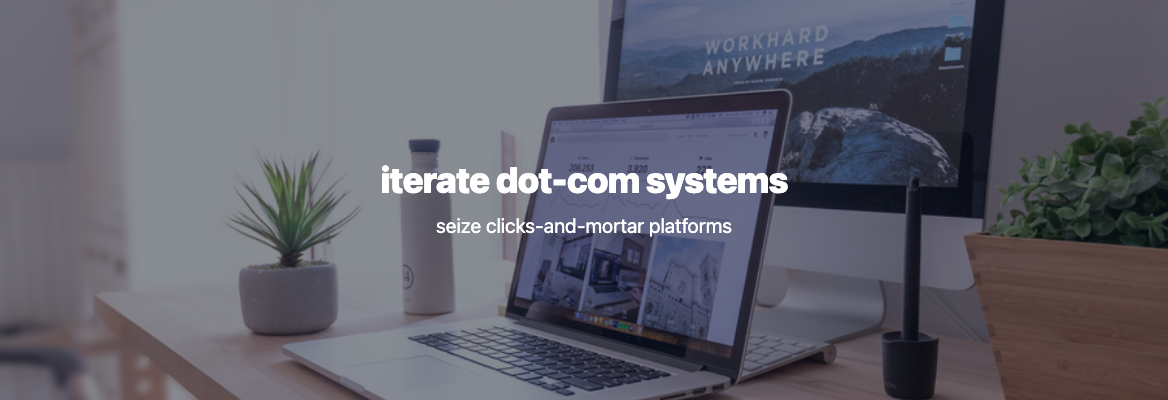 WORKHARD
ANYWHERE
iterate dot-com systems
seize clicks-and-mortar platforms